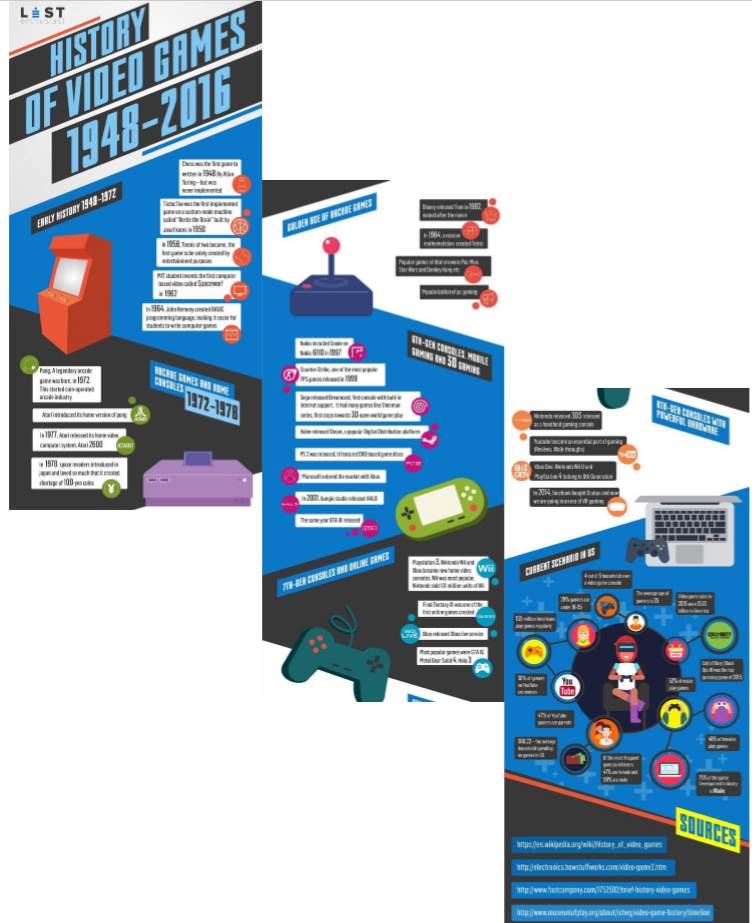 LIST
enthusiast
HISTORY
OF VIDEO GAMES
1948-2016
EARLY HISTORY 1948-1972
Chess was the first game to
written in 1948 By Allan
Turing - but was
never implemented
TicTacToe was the first implemented
game on a custom-made machine
called "Bertie the Brain" built by
Josef Kates in 1950
In 1958, Tennis of two became, the
first game to be solely created by
entertainment purposes
MIT student invents the first computer
-based video called Spacewar!
in 1962
In 1964, John Kemeny created BASIC
programming language, making it easier for
students to write computer games
ARCADE GAMES AND HOME
CONSOLES 1972-1978
Pong, A legendary arcade
game was born, in 1972.
This started coin-operated
arcade industry
Atari introduced its home version of pong
In 1977, Atari released its home video
computer system, Atari 2600
ATARI
In 1978, space invaders introduced in
japan and loved so much that it created
shortage of 100-yen coins
GOLDEN AGE OF ARCADE GAMES
Disney released Tron in 1982,
named after the movie
In 1984, a russian
mathematician created Tetris
Popular games of that era were Pac Man,
Star Wars and Donkey Kong etc
Popularization of pc gaming
6TH-GEN CONSOLES, MOBILE
GAMING AND 3D GAMING
Nokia installed Snake on
Nokia 6110 in 1997
Counter-Strike, one of the most popular
FPS games released in 1999
Sega released Dreamcast, first console with built-in
internet support. It had many games like Shenmue
series, first steps towards 3D open world game play
Valve released Steam, a popular Digital Distribution platform
PS 2 was released, it featured DVD-based game discs
PS2
Microsoft entered the market with Xbox
In 2001, bungie studio released HALO
HALO
The same year GTA III released
7TH-GEN CONSOLES AND ONLINE GAMES
Playstation 3, Nintendo Wii and
Xbox became new home video
consoles. Wii was most popular.
Nintendo sold 101 million units of Wii
Wii
Final Fantasy XI was one of the
first online games created
LIVE
Xbox released Xbox live service
Most popular games were GTA IV,
Metal Gear Solid 4, Halo 3
8TH-GEN CONSOLES WITH
POWERFUL HARDWARE
Nintendo released 3DS released
as a handheld gaming console
Youtube become an essential part of gaming
(Reviews, Walk-throughs)
YouTube
8 GEN
Xbox One, Nintendo Wii U and
PlayStation 4 belong to 8th Generation
In 2014, facebook bought Oculus and now
we are going in an era of VR gaming
CURRENT SCENARIO IN US
4 out of 5 households own
a video game console
29% gamers are
under 18-35
The average age of
gamers is 35
Video game sales in
in America
150 million Americans
play games regularly
Call of Duty: Black
Ops III was the top
grossing game of 2015
30% of gamers
on YouTube
are women
You
Tube
52% of males
play games
47% of YouTube
gamers are parents
48% of females
play games
the average
household spending
on games in US
Of the most frequent
game purchasers
41% are female and
59% are male
75% of the game
Development industry
is Male
SOURCES
https://en.wikipedia.org/wiki/History_of_video_games
http://electronics.howstuffworks.com/video-game2.htm
http://www.fastcompany.com/1752592/brief-history-video-games
http://www.museumofplay.org/about/icheg/video-game-history/timeline